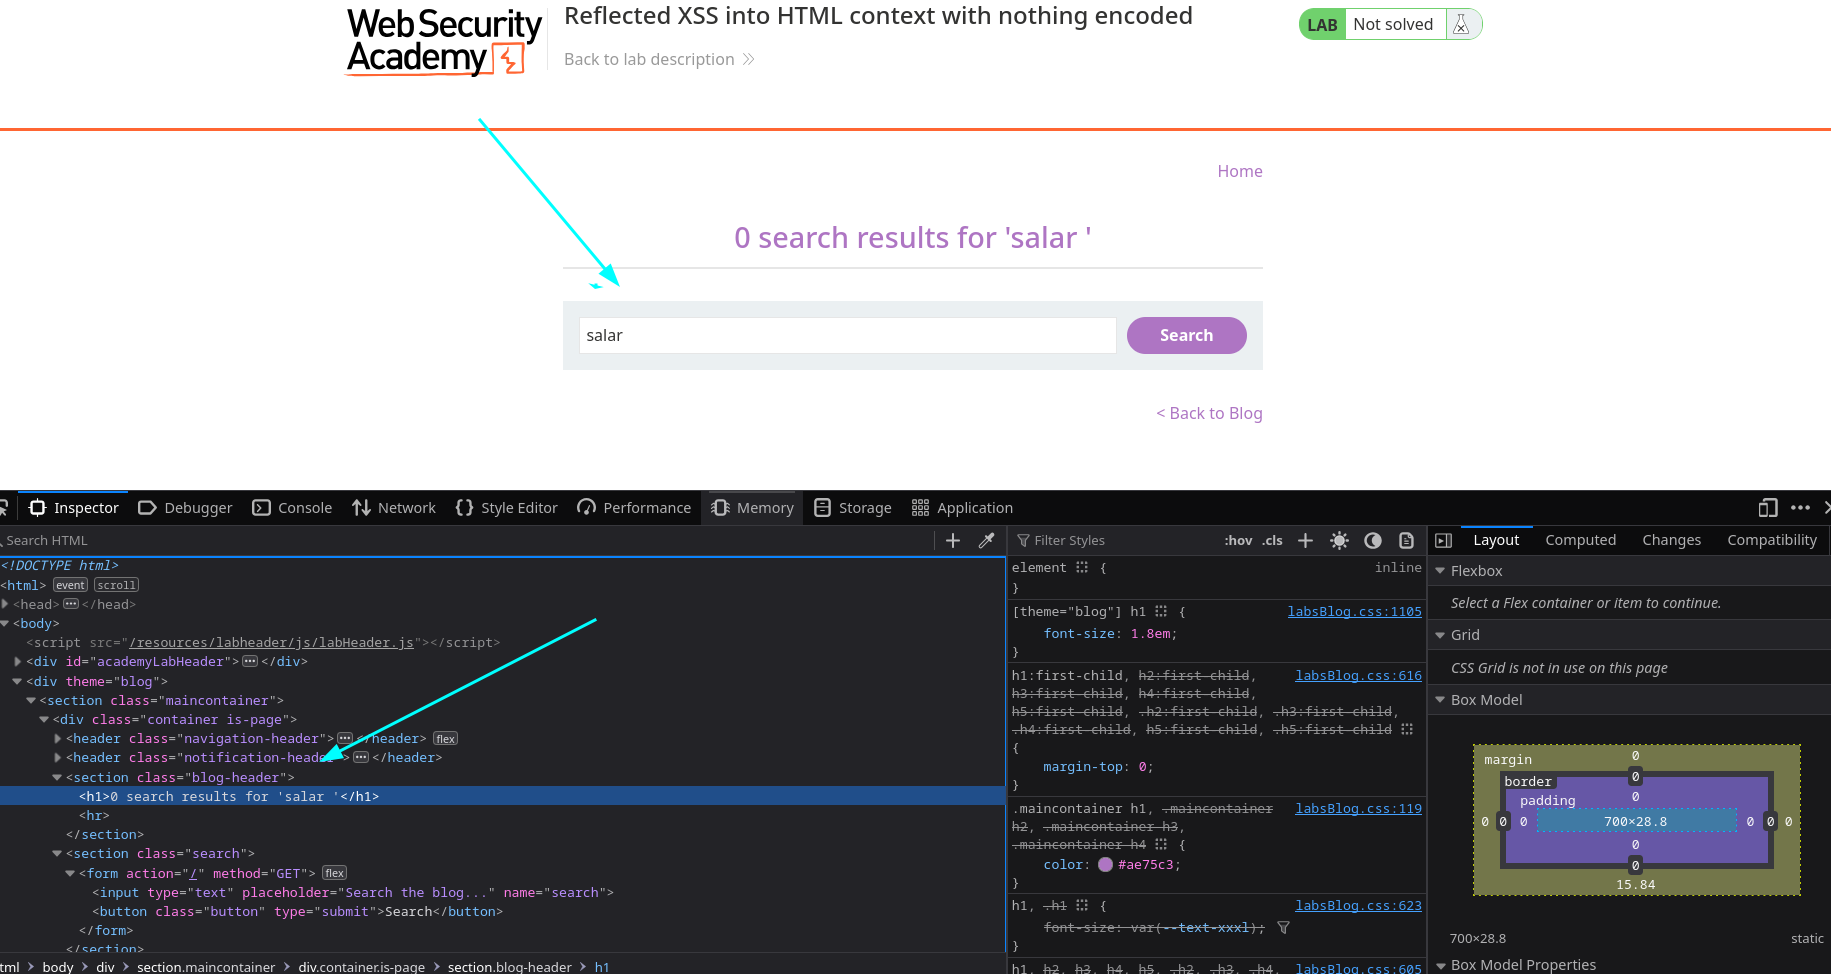 Web Security
Academy
Reflected XSS into HTML context with nothing encoded
Back to lab description
LAB Not solved
Home
0 search results for 'salar '
salar
Search
< Back to Blog
Inspector Debugger Console Network Style Editor Performance Memory Storage Application
Search HTML
<!DOCTYPE html>
<html> event scroll
<head> ••• </head>
<body>
<script src="/resources/labheader/js/labHeader.js"></script>
<div id="academyLabHeader"> ••• </div>
<div theme="blog">
<section class="maincontainer">
<div class="container is-page">
<header class="navigation-header"> ••• </header> flex
<header class="notification-header"> ••• </header>
<section class="blog-header">
<h1>0 search results for 'salar '</h1>
<hr>
</section>
<section class="search">
<form action="/" method="GET"> flex
<input type="text" placeholder="Search the blog..." name="search">
<button class="button" type="submit">Search</button>
</form>
</section>
tml > body > div > section.maincontainer > div.container.is-page > section.blog-header > h1
Filter Styles :hov .cls +
element { inline
}
[theme="blog"] h1 { labsBlog.css:1105
font-size: 1.8em;
}
h1:first-child, h2:first-child, labsBlog.css:616
h3:first-child, h4:first-child,
h5:first-child, .h2:first-child, .h3:first-child,
.h4:first-child, h5:first-child, .h5:first-child
{
margin-top: 0;
}
.maincontainer h1, .maincontainer labsBlog.css:119
h2, .maincontainer h3,
.maincontainer h4 {
color: #ae75c3;
}
h1, .h1 { labsBlog.css:623
font-size: var(--text-xxxl);
}
h1, h2, h3, h4, h5, .h2, .h3, .h4, labsBlog.css:605
Layout Computed Changes Compatibility
Flexbox
Select a Flex container or item to continue.
Grid
CSS Grid is not in use on this page
Box Model
margin 0
border 0
padding 0
0 0 0 700×28.8 0 0 0
0
0
15.84
700×28.8 static
Box Model Properties